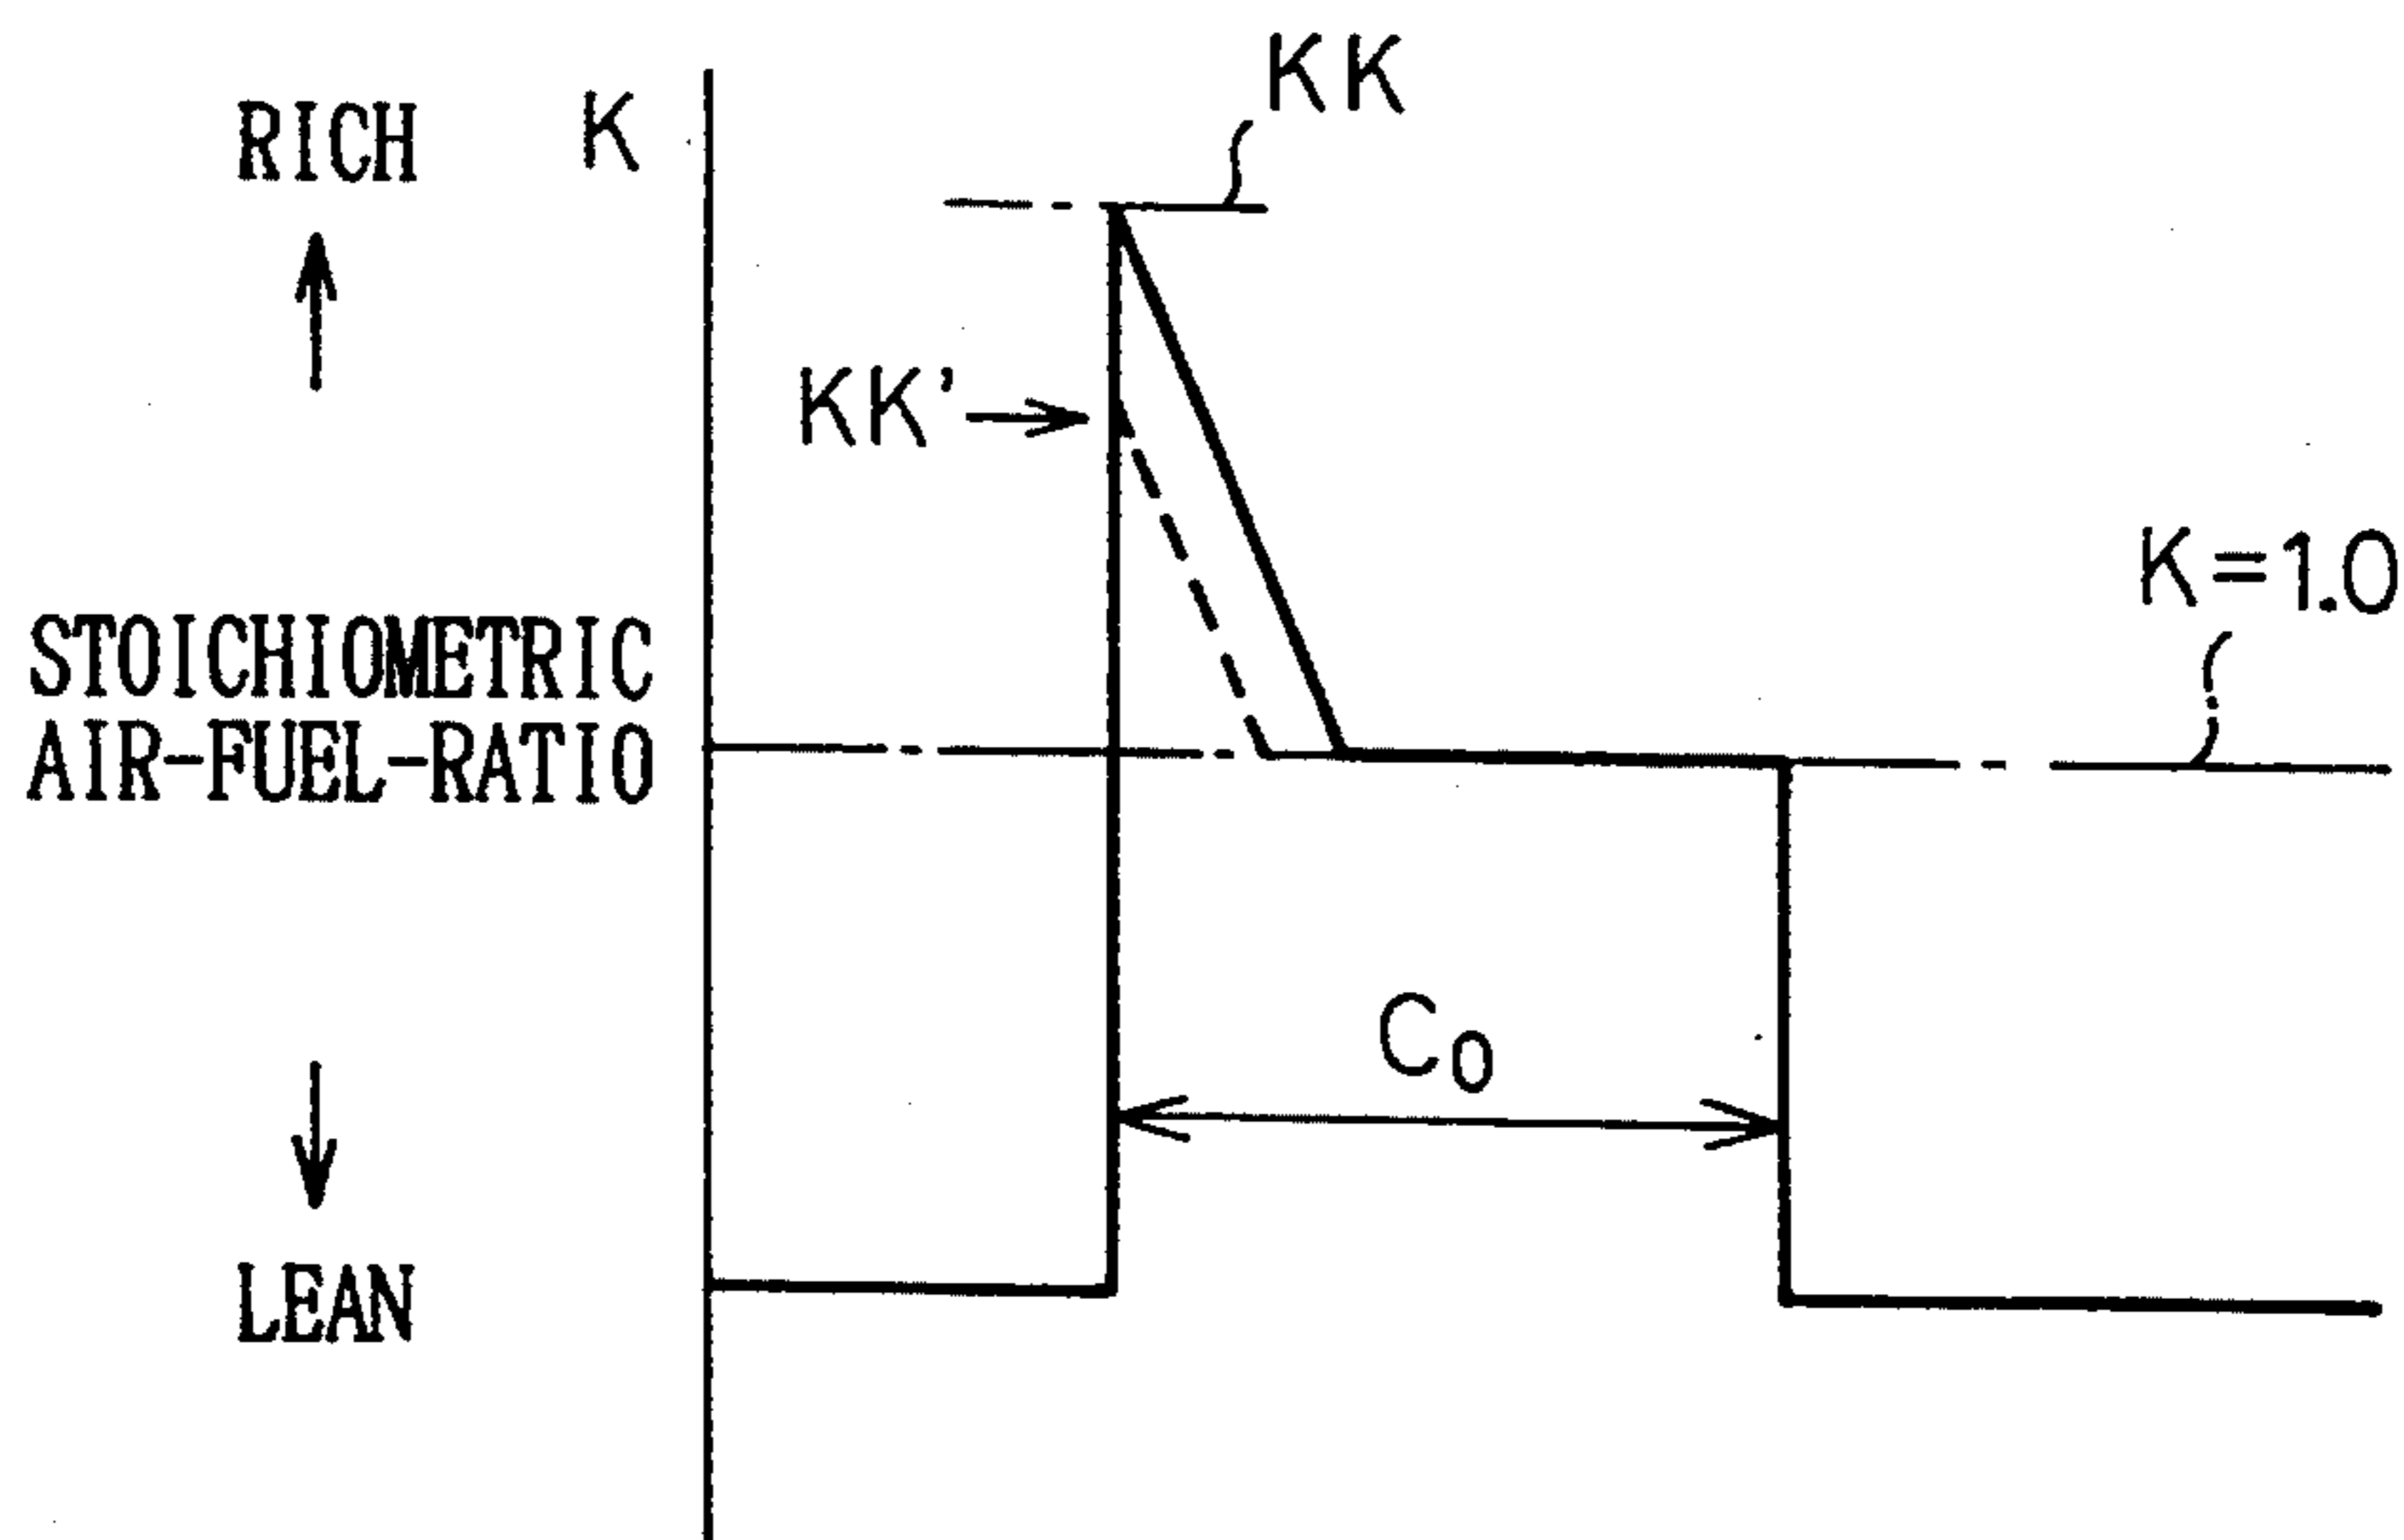 KK
RICH
K
KK'
K=1.0
STOICHIOMETRIC
AIR-FUEL-RATIO
C0
LEAN